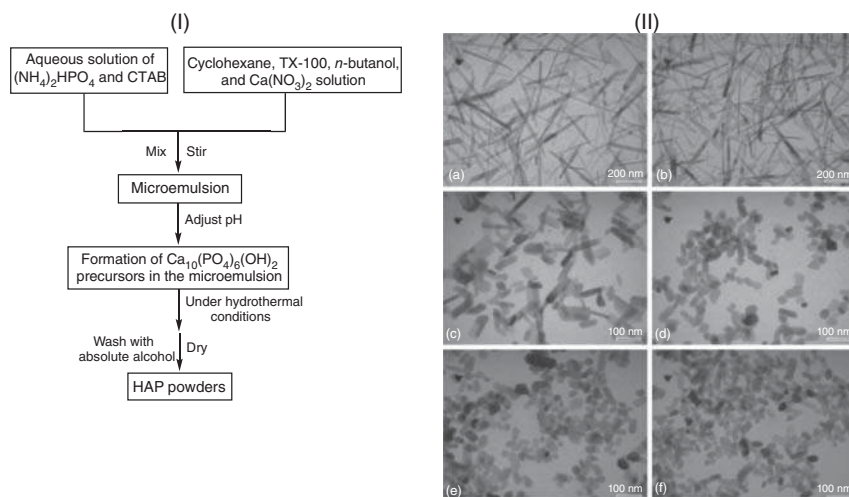 (I)
Aqueous solution of
(NH4)2HPO4 and CTAB
Cyclohexane, TX-100, n-butanol,
and Ca(NO3)2 solution
Mix Stir
Microemulsion
Adjust pH
Formation of Ca10(PO4)6(OH)2
precursors in the microemulsion
Under hydrothermal
conditions
Wash with
absolute alcohol
Dry
HAP powders
(II)
(a) 200 nm
(b) 200 nm
(c) 100 nm
(d) 100 nm
(e) 100 nm
(f) 100 nm